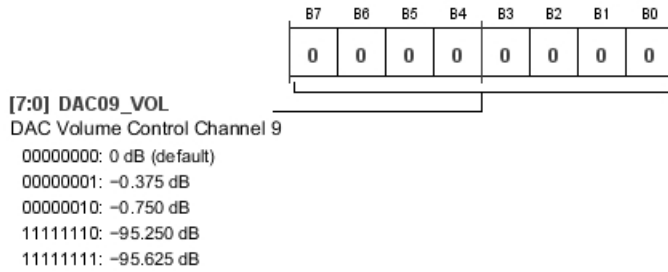 B7 B6 B5 B4 B3 B2 B1 B0
0 0 0 0 0 0 0 0
[7:0] DAC09_VOL
DAC Volume Control Channel 9
00000000: 0 dB (default)
00000001: −0.375 dB
00000010: −0.750 dB
11111110: −95.250 dB
11111111: −95.625 dB